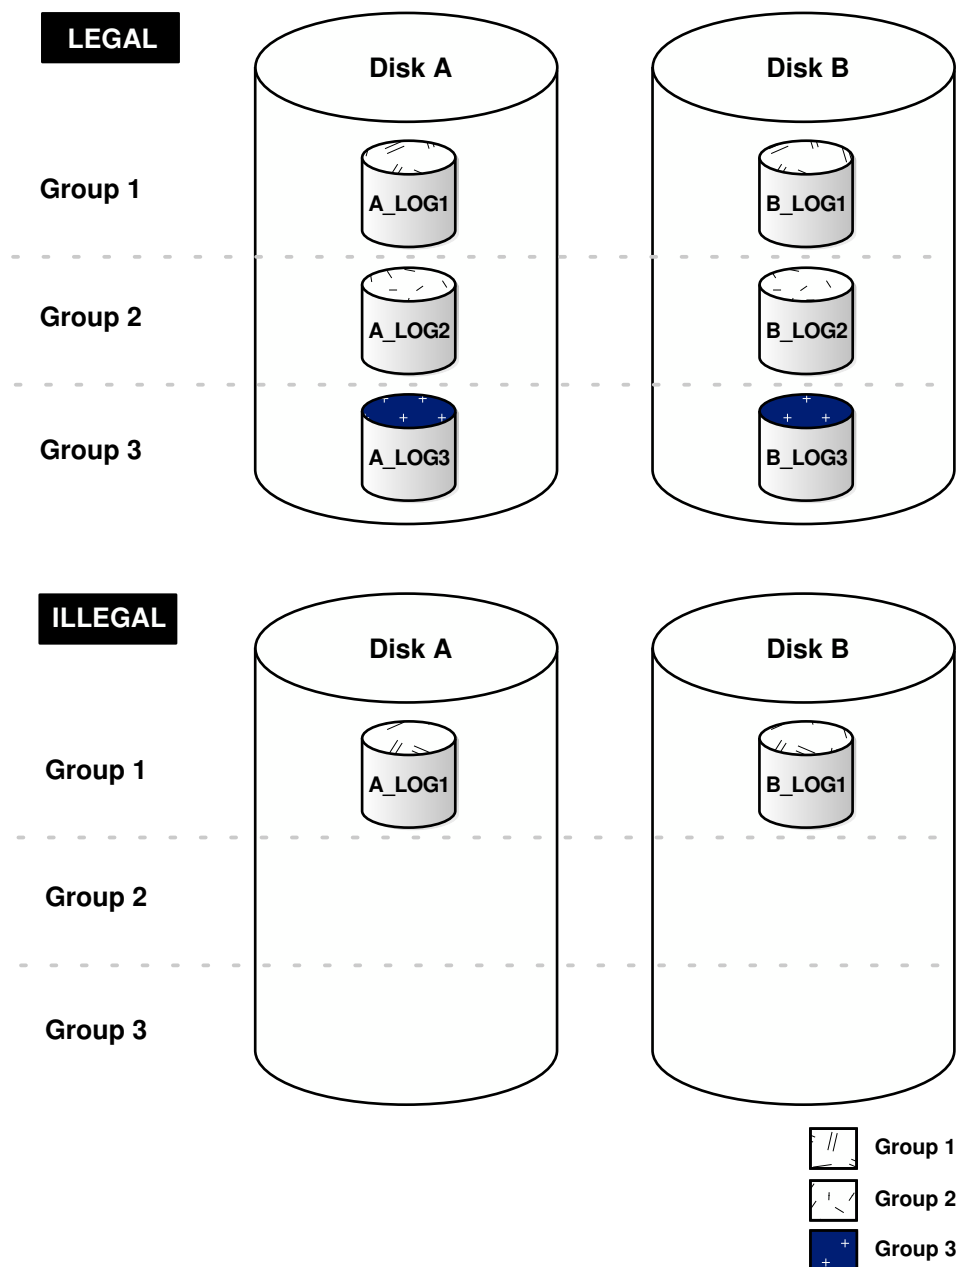 LEGAL
Disk A
Disk B
Group 1
A_LOG1
B_LOG1
Group 2
A_LOG2
B_LOG2
Group 3
A_LOG3
B_LOG3
ILLEGAL
Disk A
Disk B
Group 1
A_LOG1
B_LOG1
Group 2
Group 3
Group 1
Group 2
Group 3